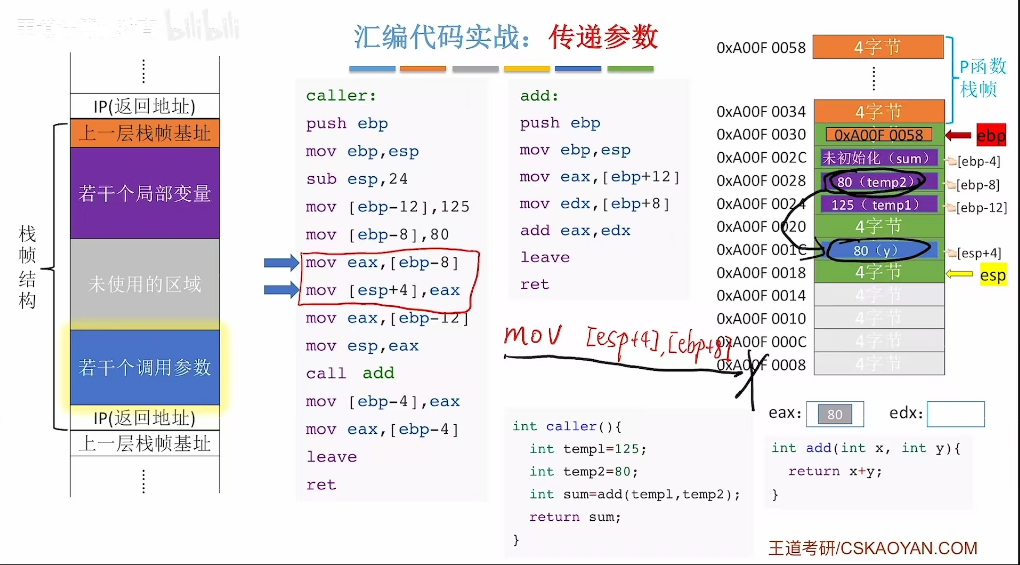 bilibili
汇编代码实战：传递参数
IP(返回地址)
上一层栈帧基址
若干个局部变量
未使用的区域
若干个调用参数
IP(返回地址)
上一层栈帧基址
栈帧结构
caller:
push ebp
mov ebp,esp
sub esp,24
mov [ebp-12],125
mov [ebp-8],80
mov eax,[ebp-8]
mov [esp+4],eax
mov eax,[ebp-12]
mov esp,eax
call add
mov [ebp-4],eax
mov eax,[ebp-4]
leave
ret
add:
push ebp
mov ebp,esp
mov eax,[ebp+12]
mov edx,[ebp+8]
add eax,edx
leave
ret
mov [esp+4],[ebp+8]
int caller(){
int temp1=125;
int temp2=80;
int sum=add(temp1,temp2);
return sum;
}
0xA00F 0058 4字节
P函数
栈帧
0xA00F 0034 4字节
0xA00F 0030 0xA00F 0058 ebp
0xA00F 002C 未初始化（sum） [ebp-4]
0xA00F 0028 80（temp2） [ebp-8]
0xA00F 0024 125（ temp1） [ebp-12]
0xA00F 0020 4字节
0xA00F 001C 80（y） [esp+4]
0xA00F 0018 4字节 esp
0xA00F 0014 4字节
0xA00F 0010 4字节
0xA00F 000C 4字节
0xA00F 0008 4字节
eax: 80 edx:
int add(int x, int y){
return x+y;
}
王道考研/CSKAOYAN.COM